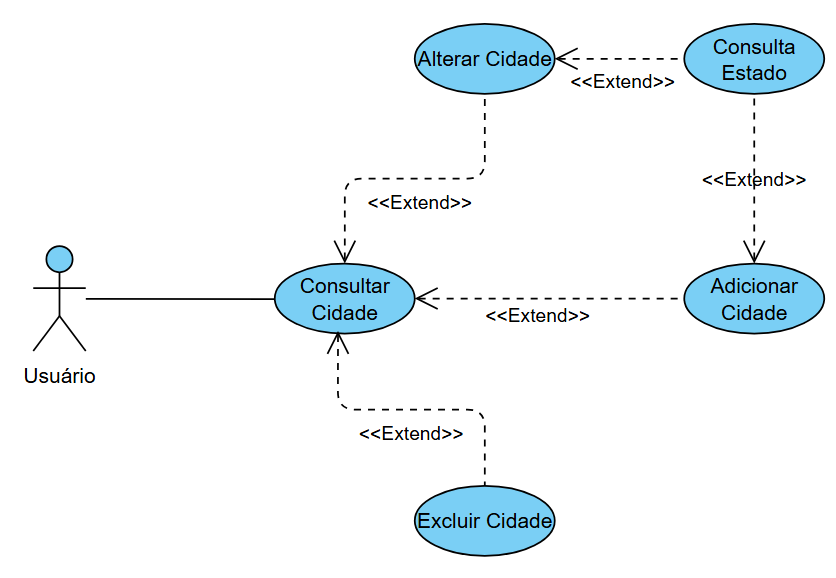 Alterar Cidade
Consulta
Estado
<<Extend>>
<<Extend>>
<<Extend>>
Consultar
Cidade
Adicionar
Cidade
<<Extend>>
Usuário
<<Extend>>
Excluir Cidade